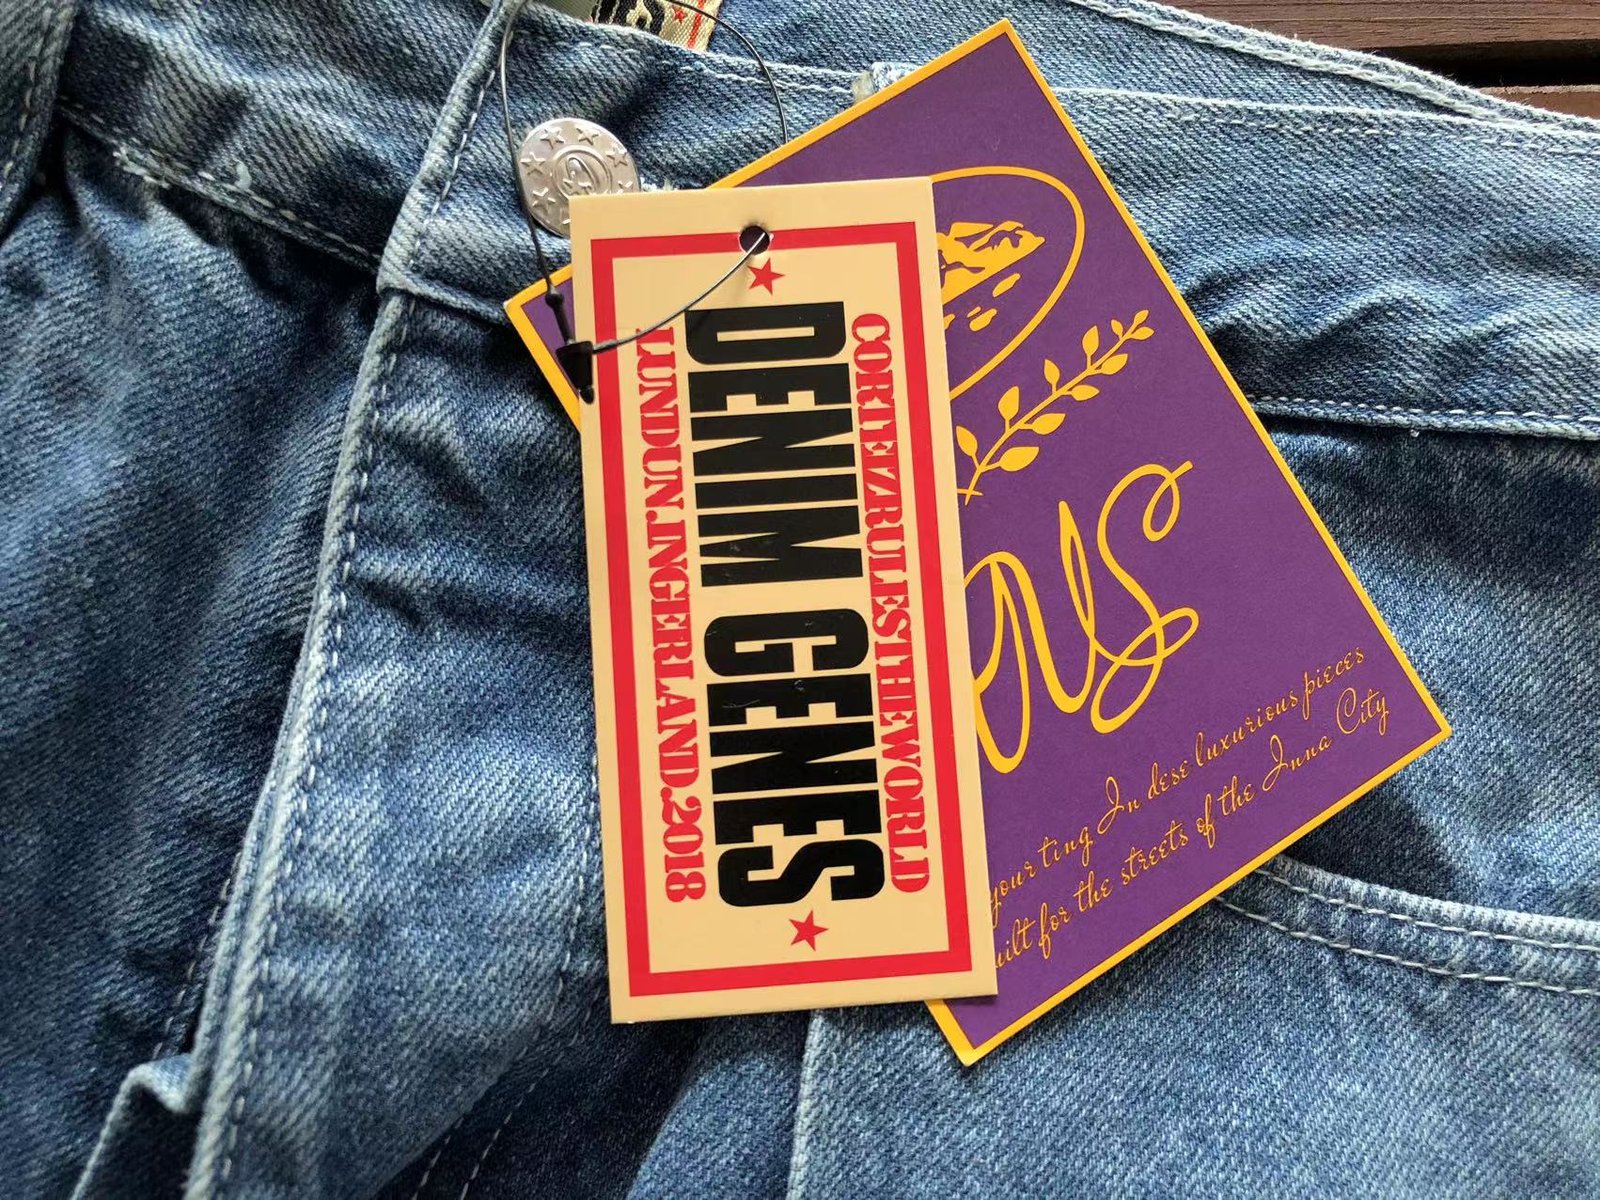 CORTEIZRULESTHEWORLD
DENIM GENES
LUNDUN.INGERLAND.2018
your ting In dese luxurious pieces
for the streets of the Inna City